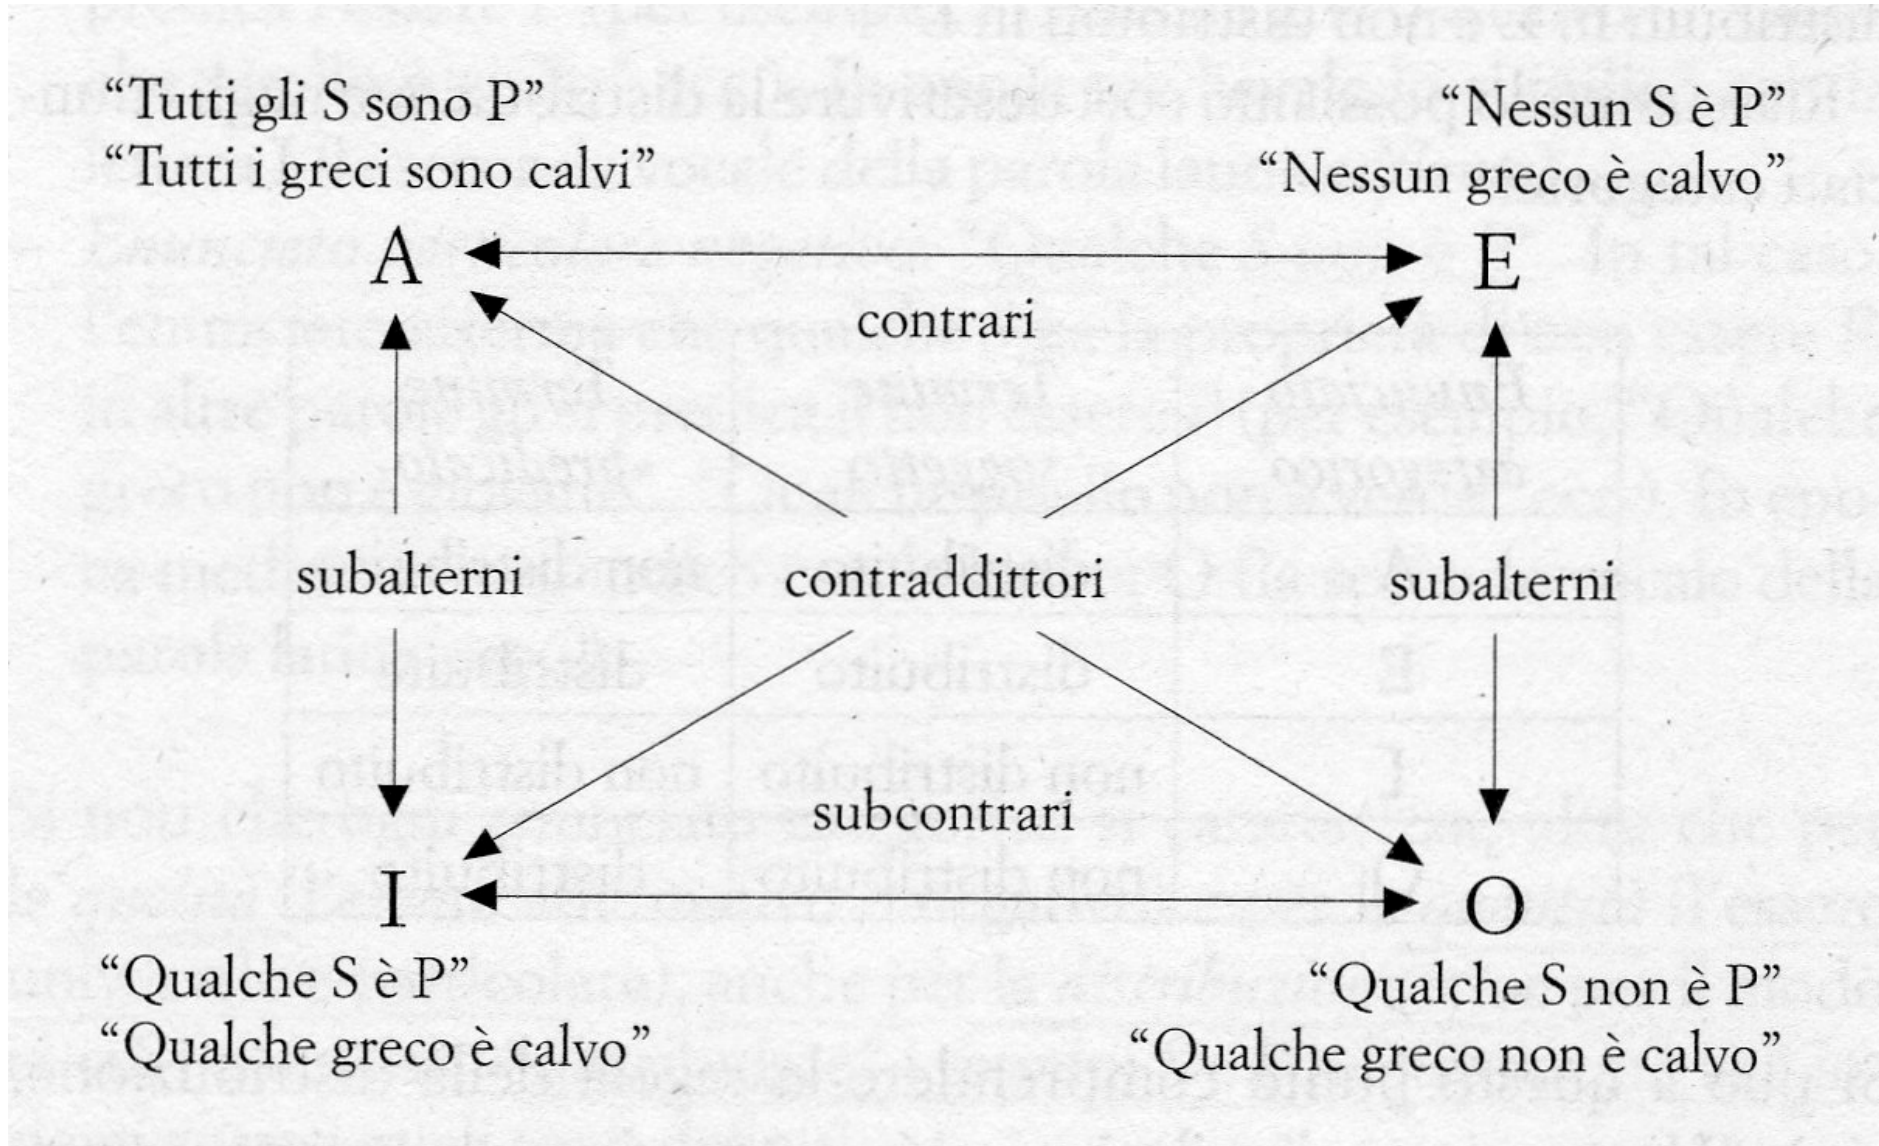 “Tutti gli S sono P”
“Tutti i greci sono calvi”
“Nessun S è P”
“Nessun greco è calvo”
A
E
contrari
subalterni
contraddittori
subalterni
subcontrari
I
O
“Qualche S è P”
“Qualche greco è calvo”
“Qualche S non è P”
“Qualche greco non è calvo”